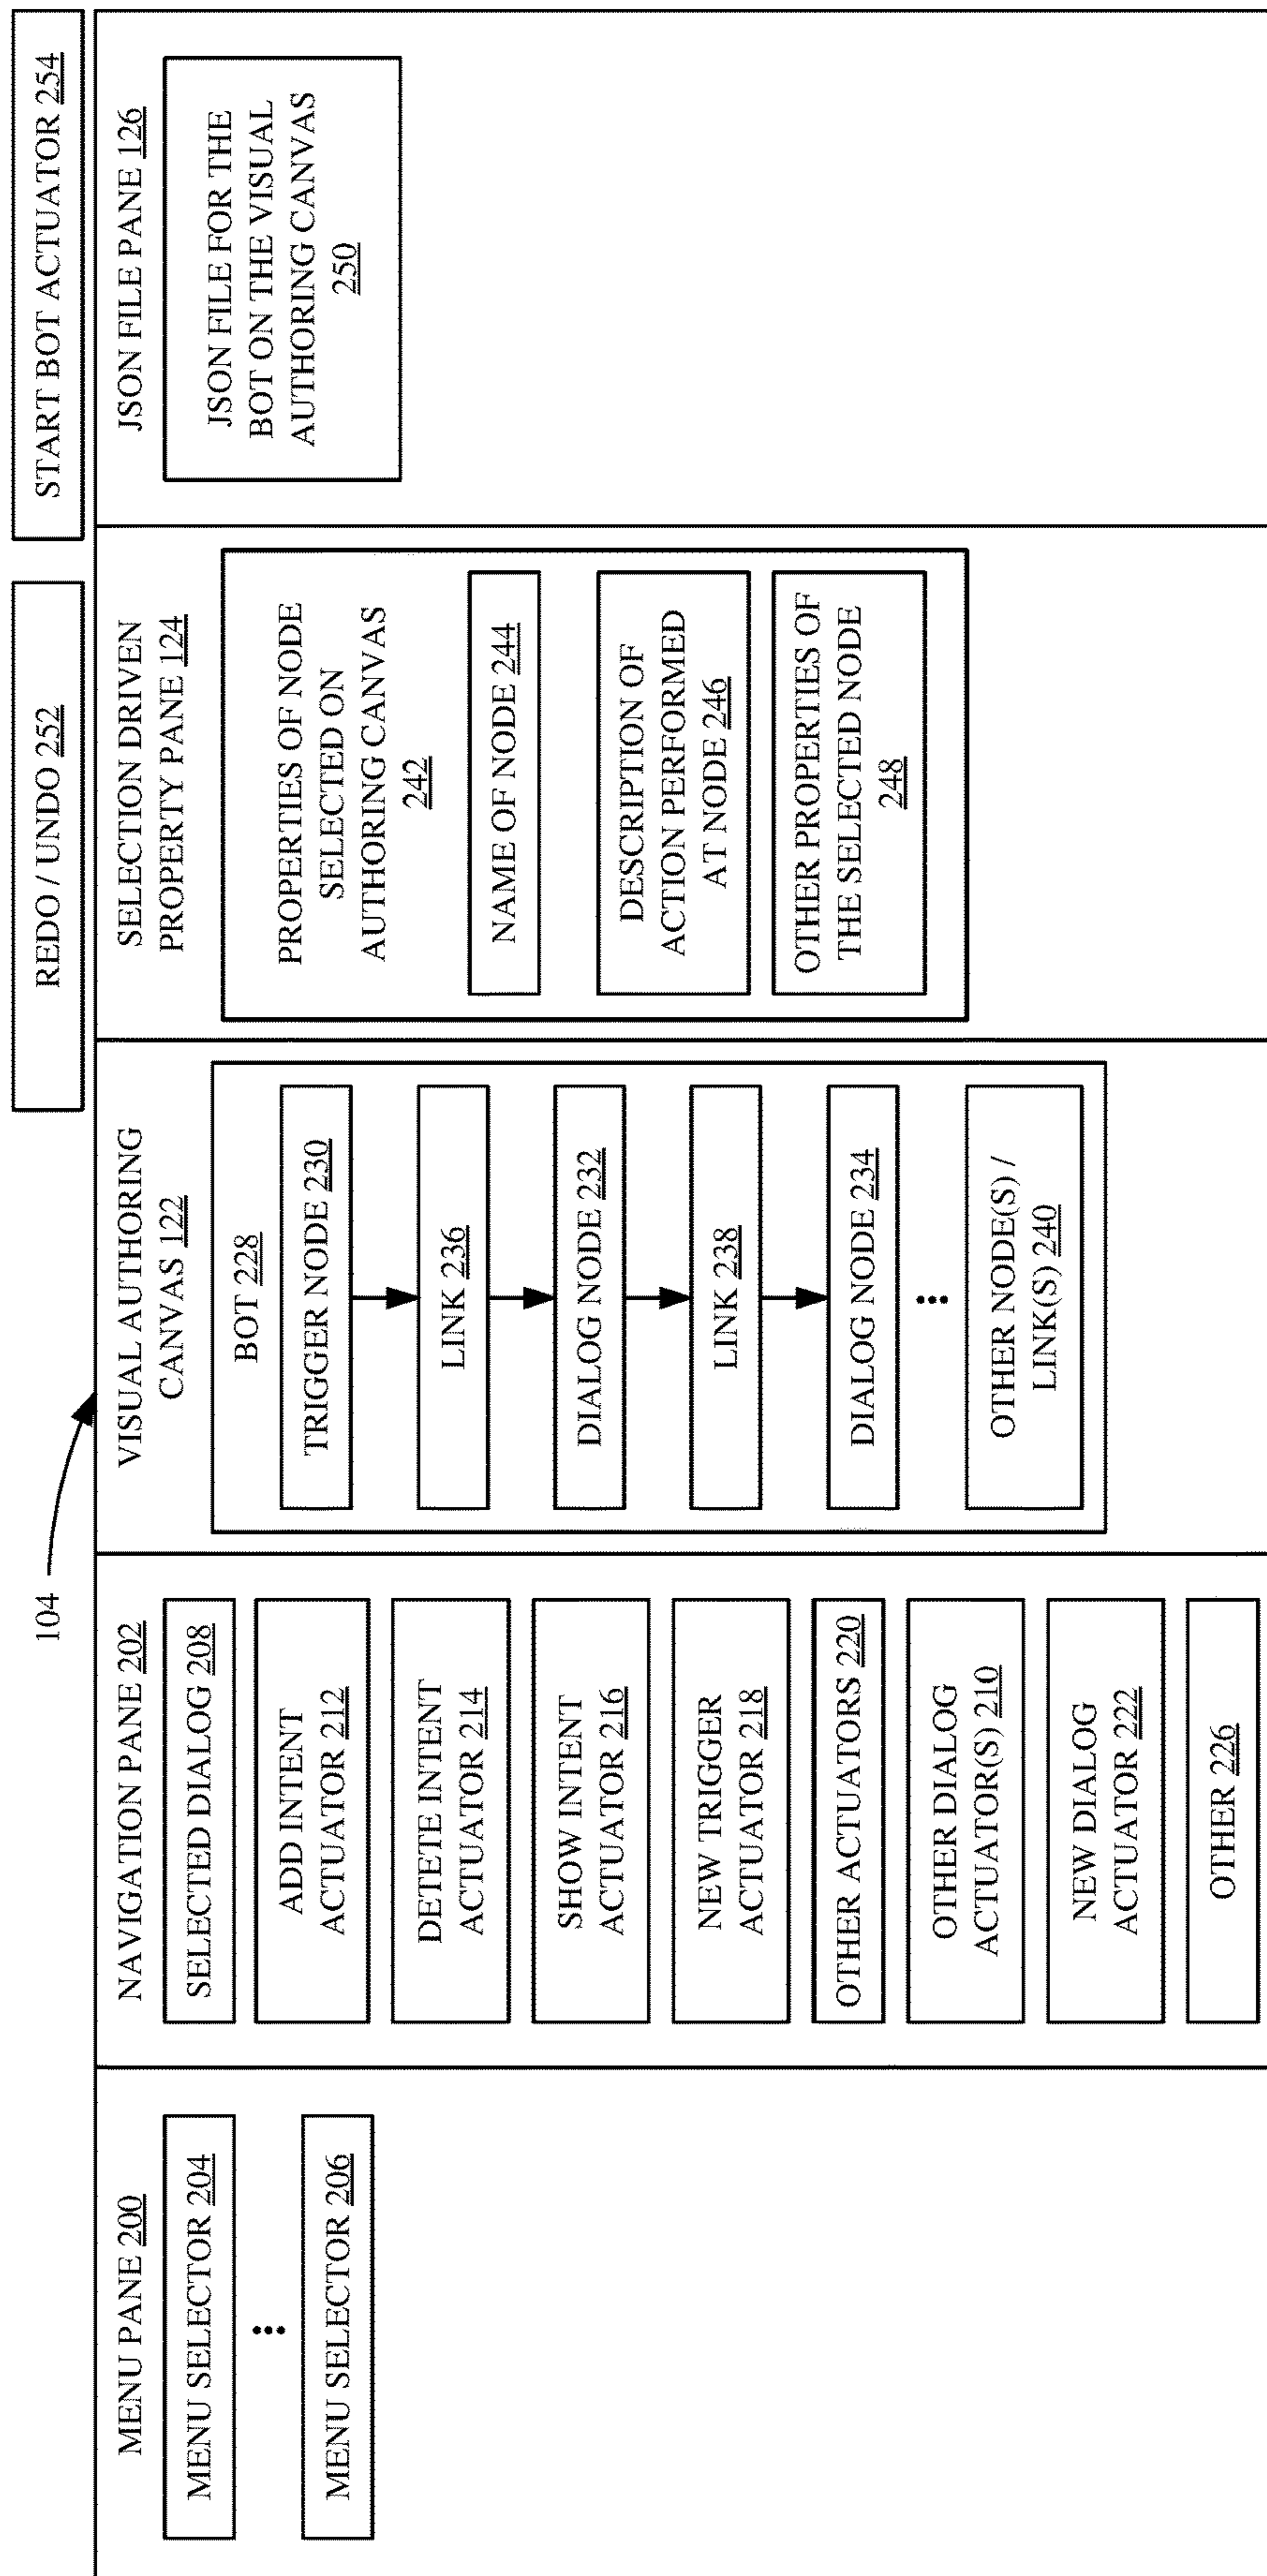 104
REDO / UNDO 252
START BOT ACTUATOR 254
MENU PANE 200
MENU SELECTOR 204
MENU SELECTOR 206
NAVIGATION PANE 202
SELECTED DIALOG 208
ADD INTENT
ACTUATOR 212
DETETE INTENT
ACTUATOR 214
SHOW INTENT
ACTUATOR 216
NEW TRIGGER
ACTUATOR 218
OTHER ACTUATORS 220
OTHER DIALOG
ACTUATOR(S) 210
NEW DIALOG
ACTUATOR 222
OTHER 226
VISUAL AUTHORING
CANVAS 122
BOT 228
TRIGGER NODE 230
LINK 236
DIALOG NODE 232
LINK 238
DIALOG NODE 234
OTHER NODE(S) /
LINK(S) 240
SELECTION DRIVEN
PROPERTY PANE 124
PROPERTIES OF NODE
SELECTED ON
AUTHORING CANVAS
242
NAME OF NODE 244
DESCRIPTION OF
ACTION PERFORMED
AT NODE 246
OTHER PROPERTIES OF
THE SELECTED NODE
248
JSON FILE PANE 126
JSON FILE FOR THE
BOT ON THE VISUAL
AUTHORING CANVAS
250